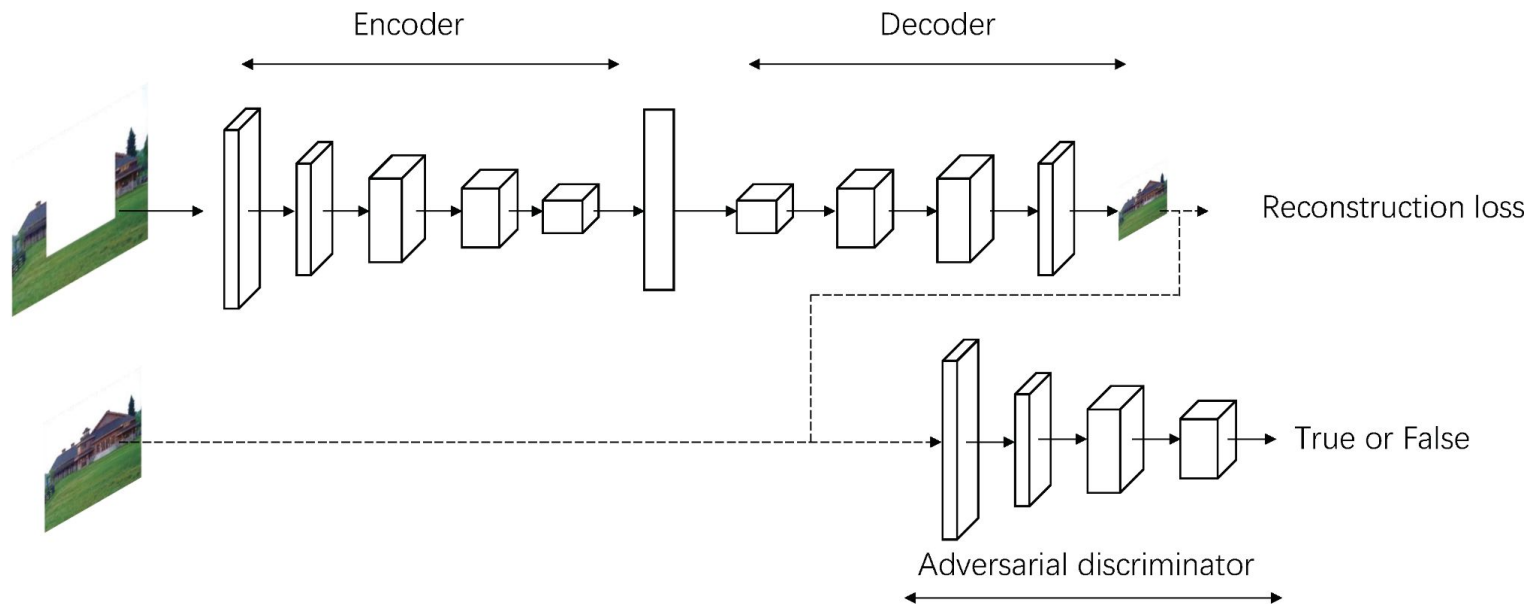 Encoder
Decoder
Reconstruction loss
True or False
Adversarial discriminator